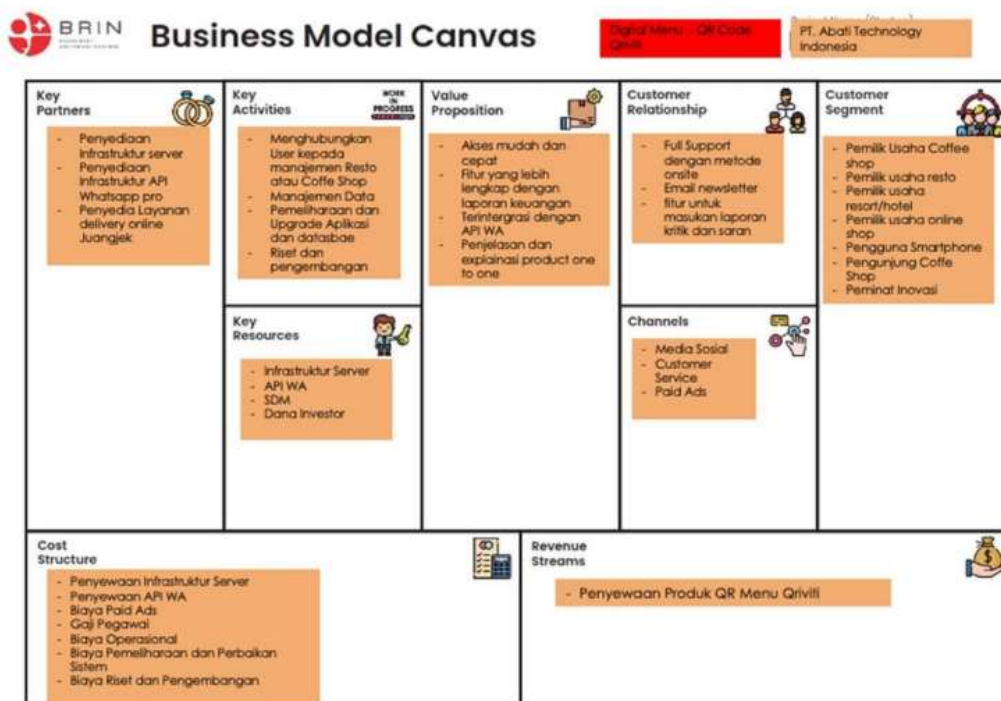 BRIN
Business Model Canvas
Digital Menu - QR Code
Qriviti
PT. Abati Technology
Indonesia
Key
Partners
- Penyediaan
Infrastruktur server
- Penyediaan
Infrastruktur API
Whatsapp pro
- Penyedia Layanan
delivery online
Juangjek
Key
Activities
WORK
IN
PROGRESS
- Menghubungkan
User kepada
manajemen Resto
atau Coffe Shop
- Manajemen Data
- Pemeliharaan dan
Upgrade Aplikasi
dan datasbae
- Riset dan
pengembangan
Key
Resources
- Infrastruktur Server
- API WA
- SDM
- Dana Investor
Value
Proposition
- Akses mudah dan
cepat
- Fitur yang lebih
lengkap dengan
laporan keuangan
- Terintergrasi dengan
API WA
- Penjelasan dan
explainasi product one
to one
Customer
Relationship
- Full Support
dengan metode
onsite
- Email newsletter
- fitur untuk
masukan laporan
kritik dan saran
Channels
- Media Sosial
- Customer
Service
- Paid Ads
Customer
Segment
- Pemilik Usaha Coffee
shop
- Pemilik usaha resto
- Pemilik usaha
resort/hotel
- Pemilik usaha online
shop
- Pengguna Smartphone
- Pengunjung Coffe
Shop
- Peminat Inovasi
Cost
Structure
- Penyewaan Infrastruktur Server
- Penyewaan API WA
- Biaya Paid Ads
- Gaji Pegawai
- Biaya Operasional
- Biaya Pemeliharaan dan Perbaikan
Sistem
- Biaya Riset dan Pengembangan
Revenue
Streams
- Penyewaan Produk QR Menu Qriviti